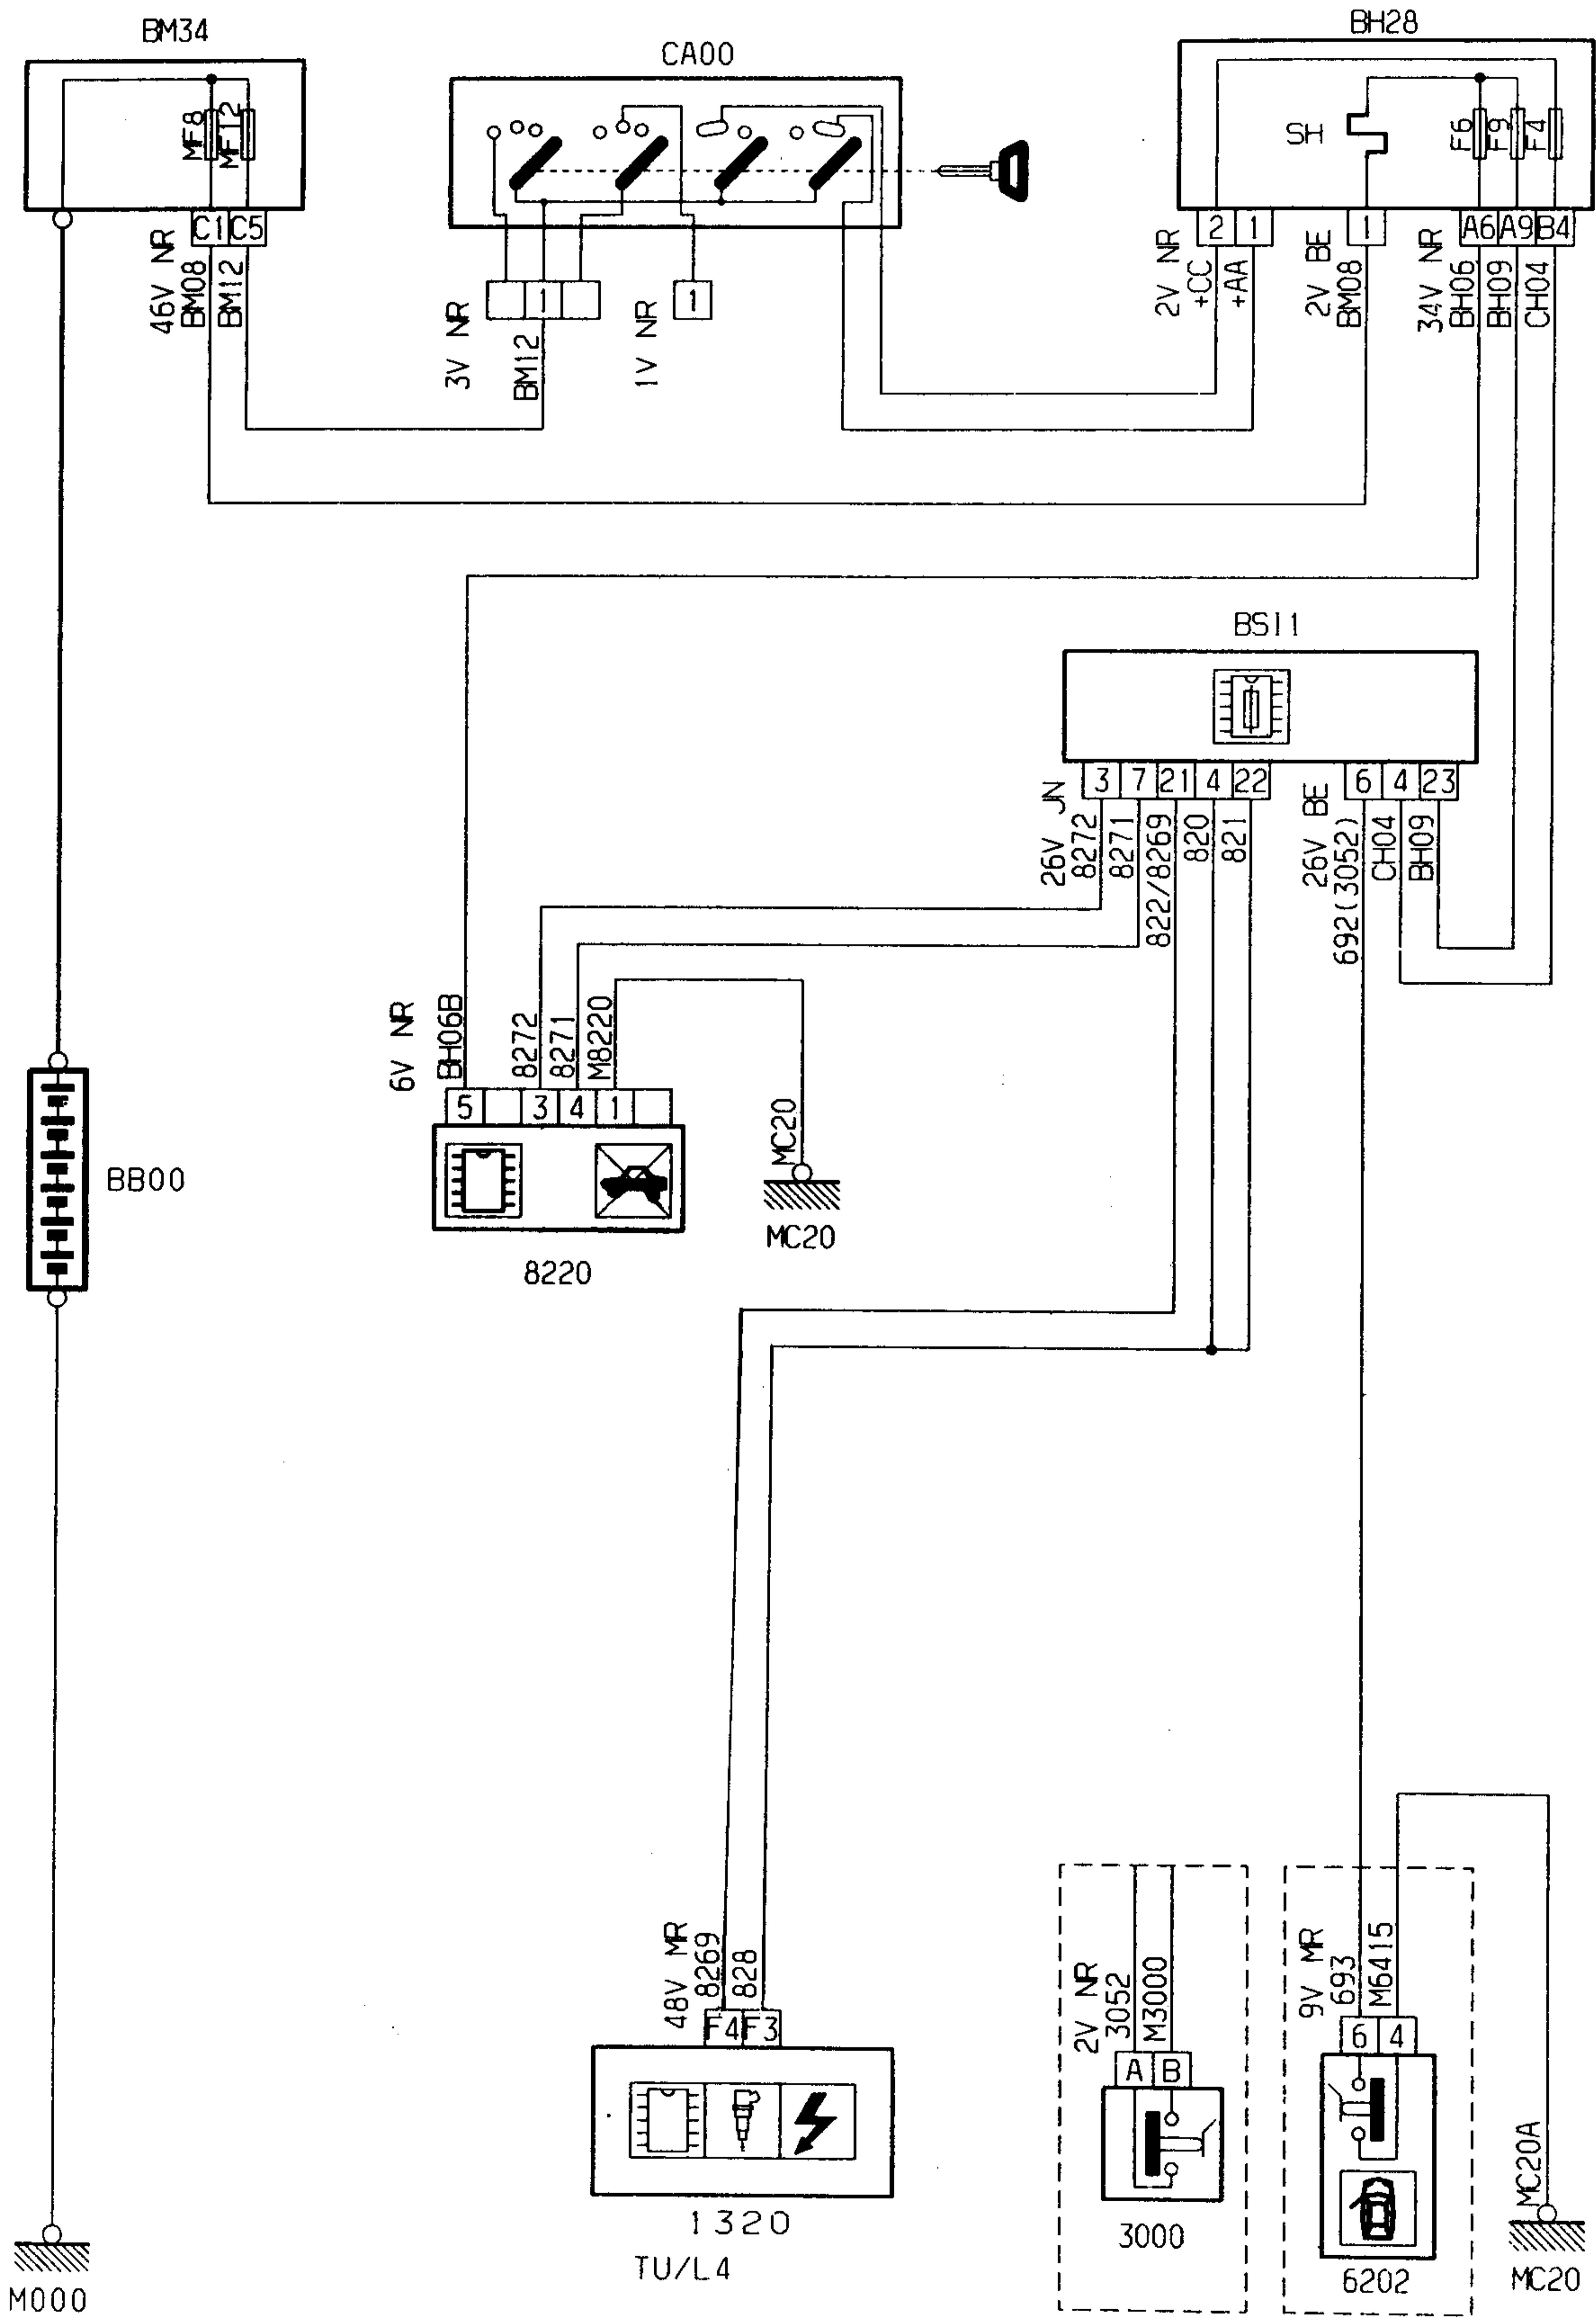 BM34
MF8
MF12
C1 C5
46V NR
BM08
BM12
CA00
1
3V NR
BM12
1
1V NR
BH28
SH
F6
F9
F4
2 1
2V NR
+CC
+AA
1
2V BE
BM08
A6 A9 B4
34V NR
BH06
BH09
CH04
BSI1
3 7 21 4 22
26V JN
8272
8271
822/8269
820
821
6 4 23
26V BE
692(3052)
CH04
BH09
6V NR
BH06B
8272
8271
M8220
5 3 4 1
8220
MC20
MC20
BB00
M000
48V MR
8269
828
F4 F3
1320
TU/L4
2V NR
3052
M3000
A B
3000
9V MR
693
M6415
6 4
6202
MC20A
MC20